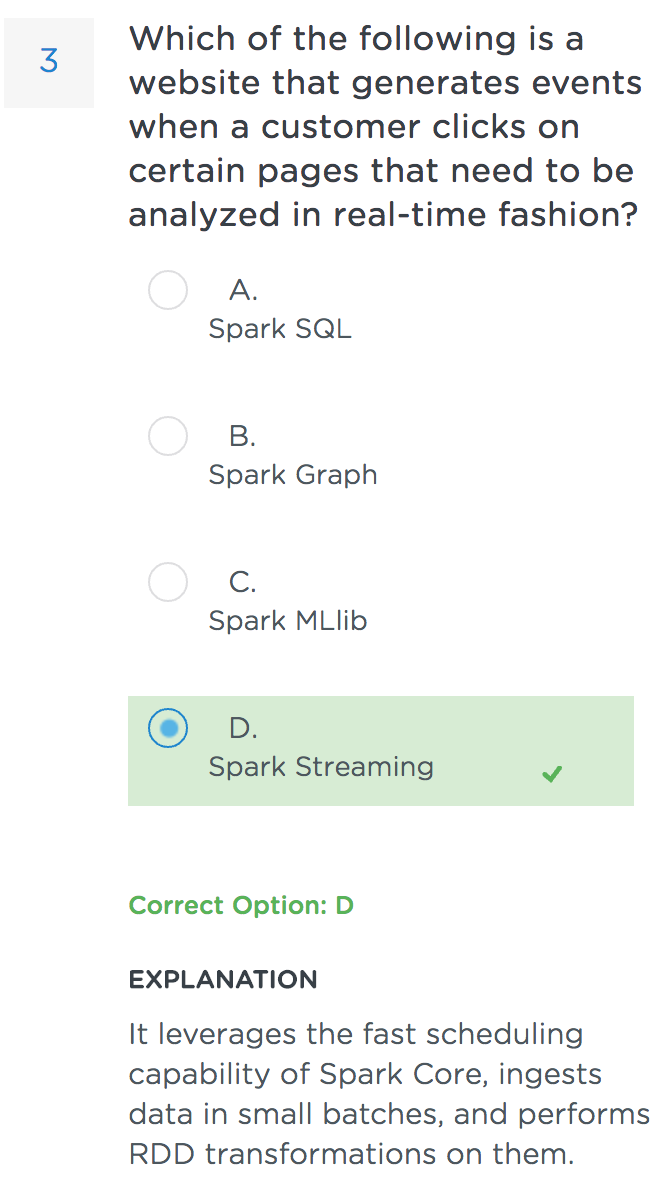 3
Which of the following is a
website that generates events
when a customer clicks on
certain pages that need to be
analyzed in real-time fashion?
A.
Spark SQL
B.
Spark Graph
C.
Spark MLlib
D.
Spark Streaming
Correct Option: D
EXPLANATION
It leverages the fast scheduling
capability of Spark Core, ingests
data in small batches, and performs
RDD transformations on them.